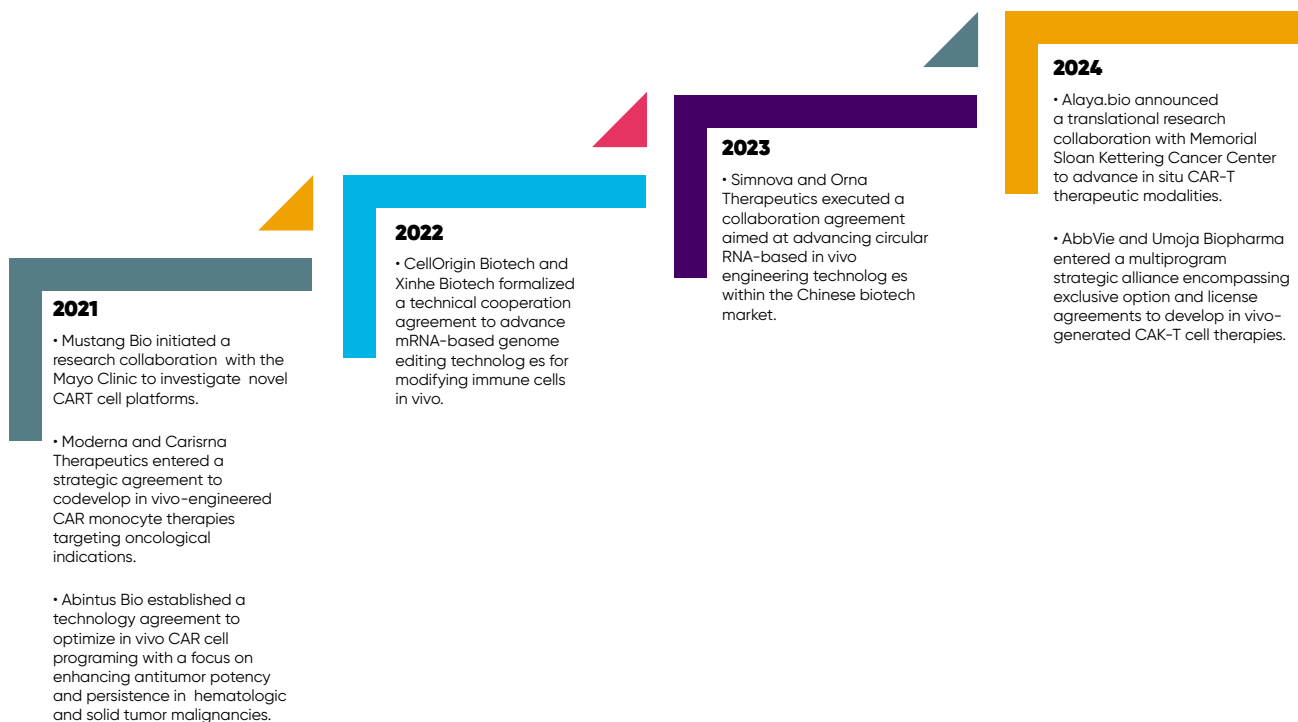 2021
• Mustang Bio initiated a
research collaboration with the
Mayo Clinic to investigate novel
CART cell platforms.
• Moderna and Carisrna
Therapeutics entered a
strategic agreement to
codevelop in vivo-engineered
CAR monocyte therapies
targeting oncological
indications.
• Abintus Bio established a
technology agreement to
optimize in vivo CAR cell
programing with a focus on
enhancing antitumor potency
and persistence in hematologic
and solid tumor malignancies.
2022
• CellOrigin Biotech and
Xinhe Biotech formalized
a technical cooperation
agreement to advance
mRNA-based genome
editing technolog es for
modifying immune cells
in vivo.
2023
• Simnova and Orna
Therapeutics executed a
collaboration agreement
aimed at advancing circular
RNA-based in vivo
engineering technolog es
within the Chinese biotech
market.
2024
• Alaya.bio announced
a translational research
collaboration with Memorial
Sloan Kettering Cancer Center
to advance in situ CAR-T
therapeutic modalities.
• AbbVie and Umoja Biopharma
entered a multiprogram
strategic alliance encompassing
exclusive option and license
agreements to develop in vivo-
generated CAK-T cell therapies.